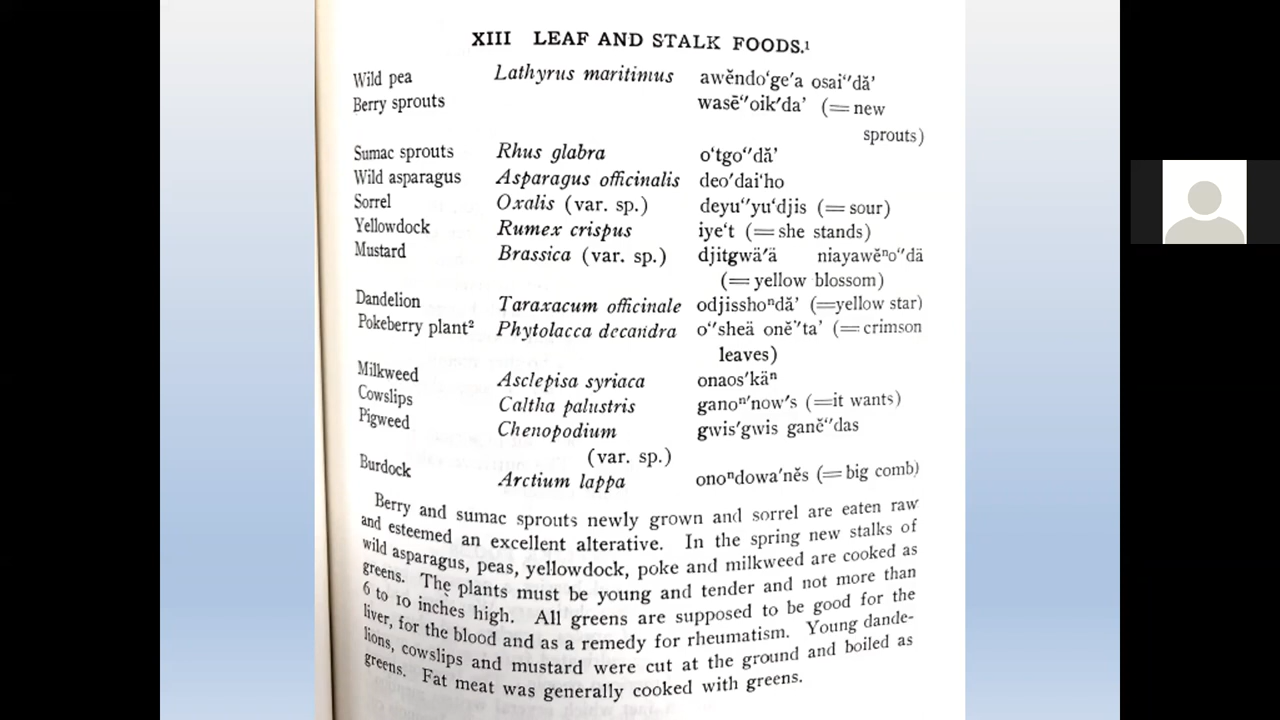 XIII LEAF AND STALK FOODS.¹
Wild pea Lathyrus maritimus awĕndo‘ge′a osai‘′dă’
Berry sprouts wasē‘′oik′da’ (=new
sprouts)
Sumac sprouts Rhus glabra o‘tgo‘′dă’
Wild asparagus Asparagus officinalis deo′dai‘ho
Sorrel Oxalis (var. sp.) deyu‘′yu‘djis (=sour)
Yellowdock Rumex crispus iye‘t (=she stands)
Mustard Brassica (var. sp.) djitgwä′ä niayawĕⁿo‘′dä
(=yellow blossom)
Dandelion Taraxacum officinale odjisshoⁿdă’ (=yellow star)
Pokeberry plant² Phytolacca decandra o‘′sheä onĕ‘′ta’ (=crimson
leaves)
Milkweed Asclepisa syriaca onaos′käⁿ
Cowslips Caltha palustris ganoⁿ′now′s (=it wants)
Pigweed Chenopodium gwis′gwis ganĕ‘′das
(var. sp.)
Burdock Arctium lappa onoⁿdowa′nĕs (=big comb)
Berry and sumac sprouts newly grown and sorrel are eaten raw
and esteemed an excellent alterative. In the spring new stalks of
wild asparagus, peas, yellowdock, poke and milkweed are cooked as
greens. The plants must be young and tender and not more than
6 to 10 inches high. All greens are supposed to be good for the
liver, for the blood and as a remedy for rheumatism. Young dande-
lions, cowslips and mustard were cut at the ground and boiled as
greens. Fat meat was generally cooked with greens.